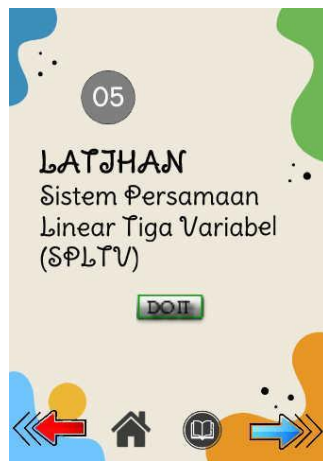 05
LATIHAN
Sistem Persamaan
Linear Tiga Variabel
(SPLTV)
DO IT